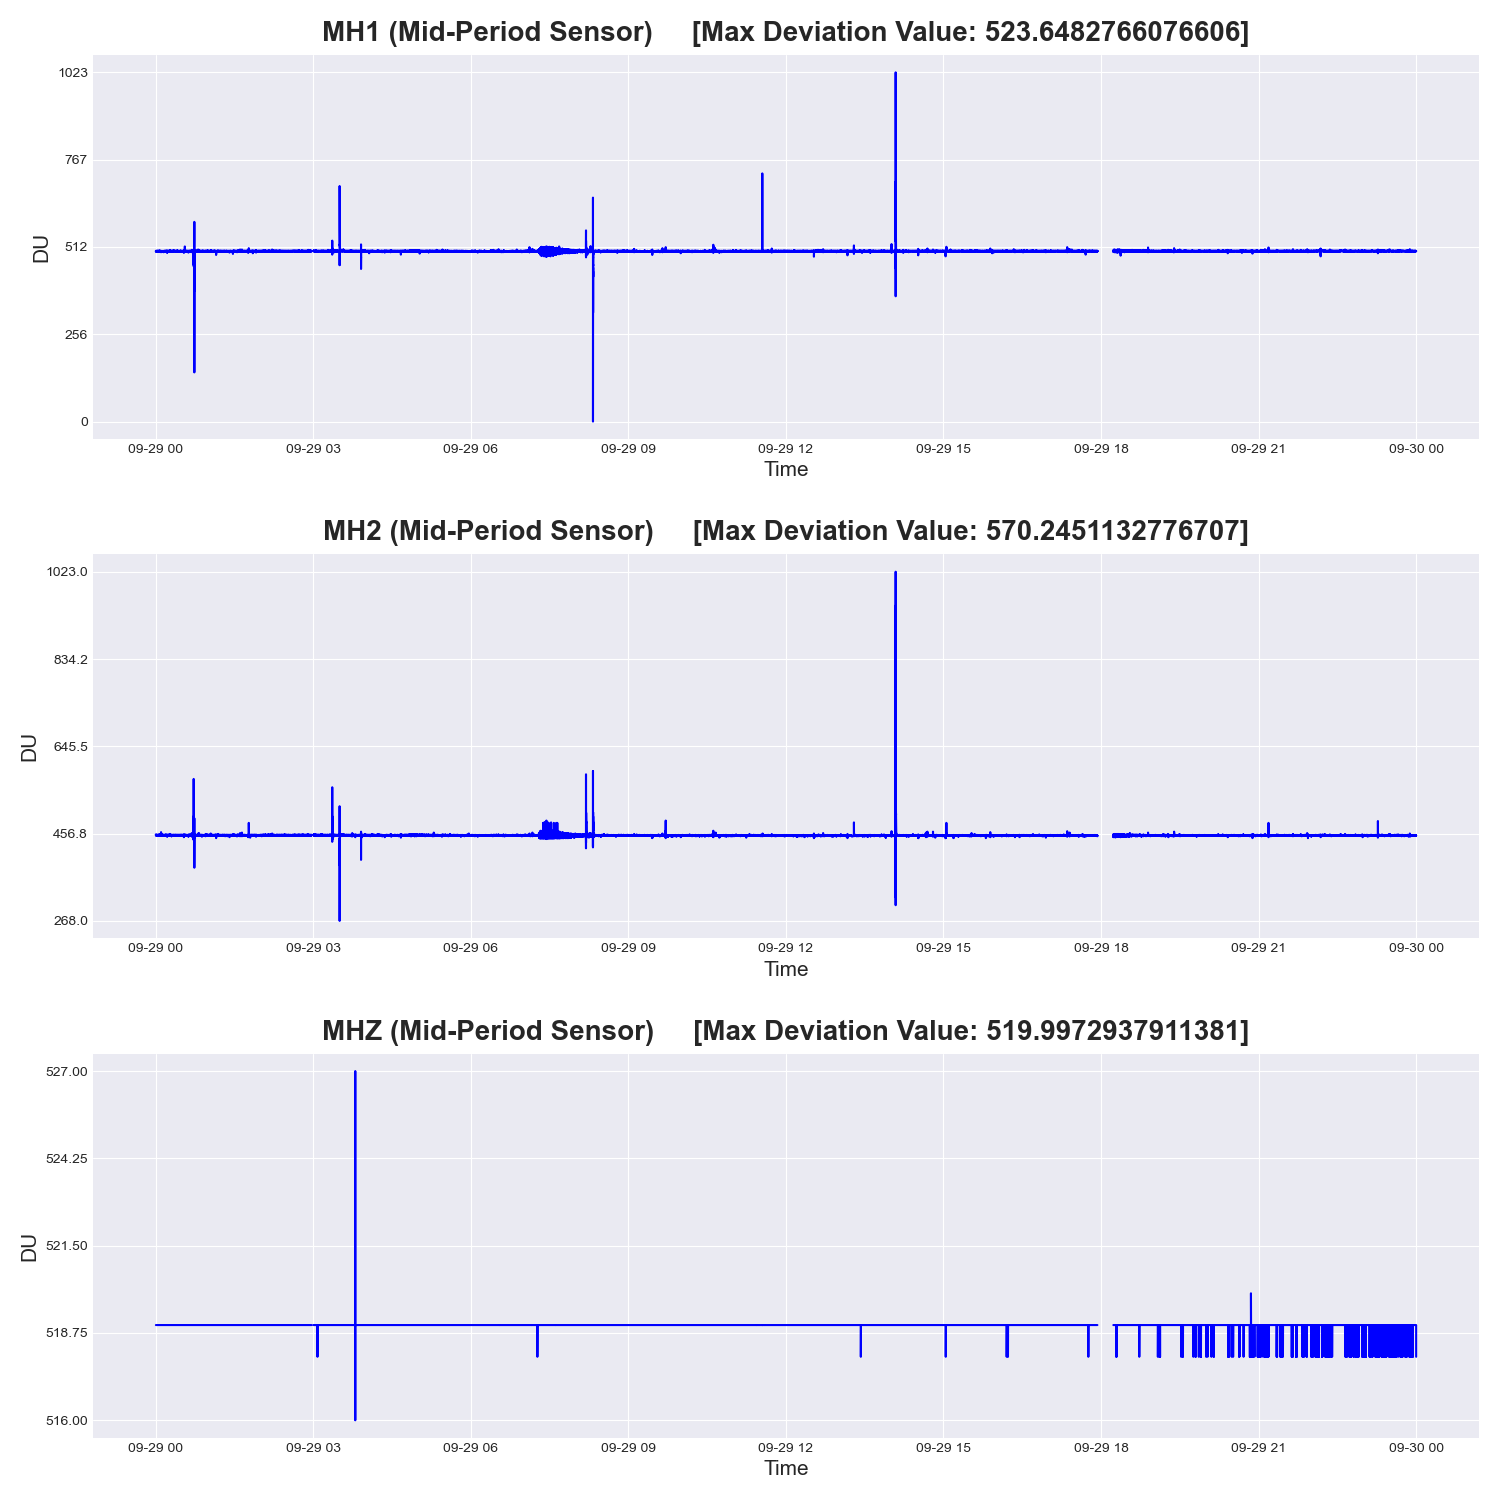 MH1 (Mid-Period Sensor) [Max Deviation Value: 523.6482766076606]
1023
767
512
256
0
DU
09-29 00 09-29 03 09-29 06 09-29 09 09-29 12 09-29 15 09-29 18 09-29 21 09-30 00
Time
MH2 (Mid-Period Sensor) [Max Deviation Value: 570.2451132776707]
1023.0
834.2
645.5
456.8
268.0
DU
09-29 00 09-29 03 09-29 06 09-29 09 09-29 12 09-29 15 09-29 18 09-29 21 09-30 00
Time
MHZ (Mid-Period Sensor) [Max Deviation Value: 519.9972937911381]
527.00
524.25
521.50
518.75
516.00
DU
09-29 00 09-29 03 09-29 06 09-29 09 09-29 12 09-29 15 09-29 18 09-29 21 09-30 00
Time